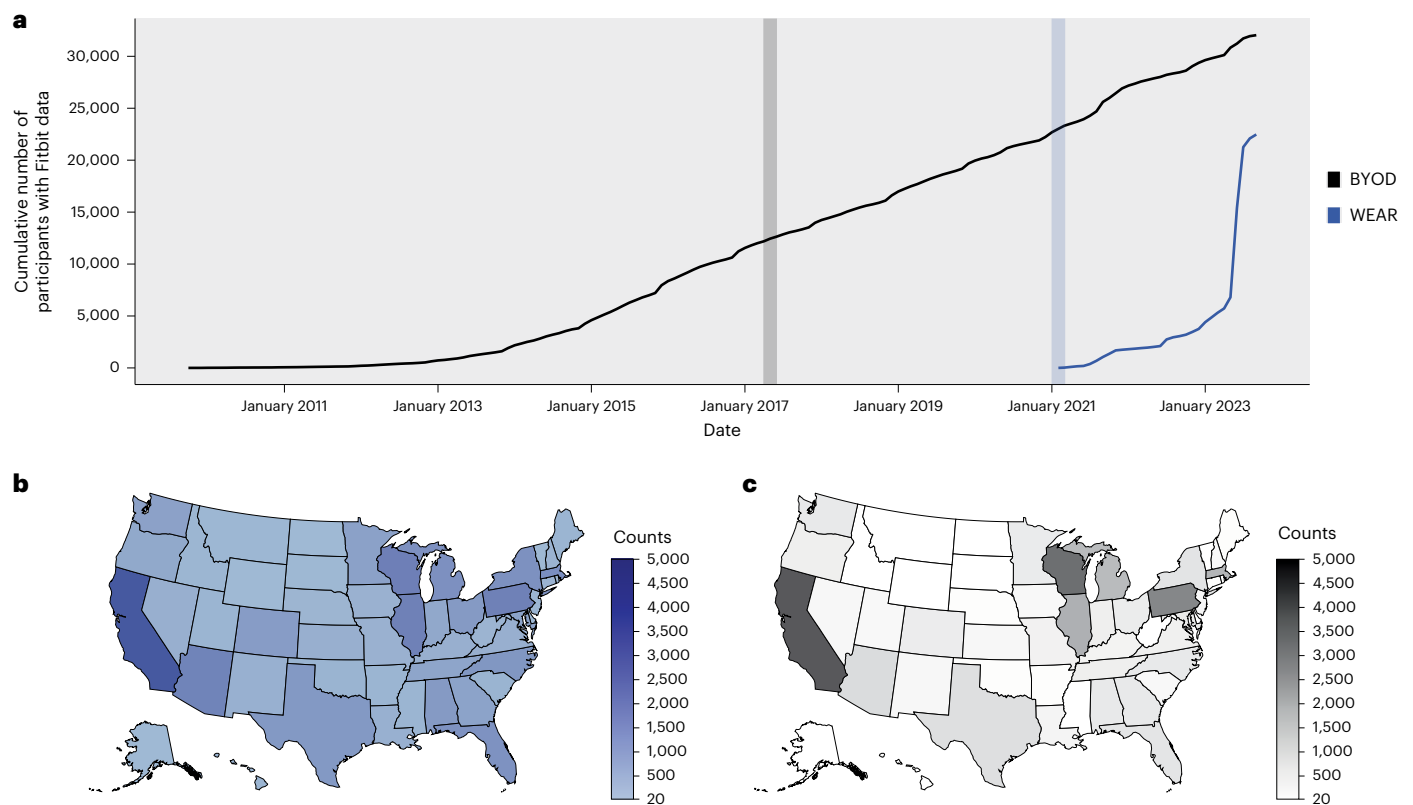 a
Cumulative number of
participants with Fitbit data
30,000
25,000
20,000
15,000
10,000
5,000
0
January 2011
January 2013
January 2015
January 2017
January 2019
January 2021
January 2023
Date
BYOD
WEAR
b
Counts
5,000
4,500
4,000
3,500
3,000
2,500
2,000
1,500
1,000
500
20
c
Counts
5,000
4,500
4,000
3,500
3,000
2,500
2,000
1,500
1,000
500
20